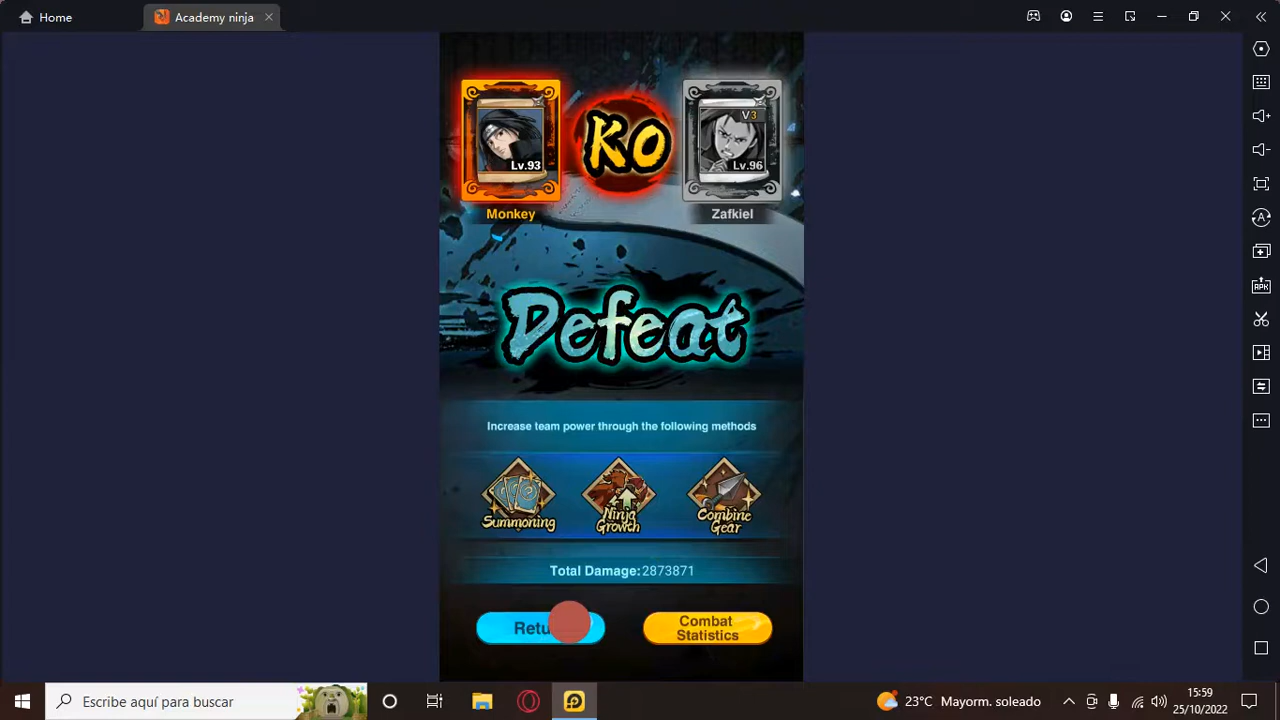 Home
Academy ninja
Lv.93
KO
V3
Lv.96
Monkey
Zafkiel
Defeat
Increase team power through the following methods
Summoning
Ninja
Growth
Combine
Gear
Total Damage:2873871
Retu
Combat
Statistics
A
APK
Escribe aquí para buscar
23°C Mayorm. soleado
15:59
25/10/2022